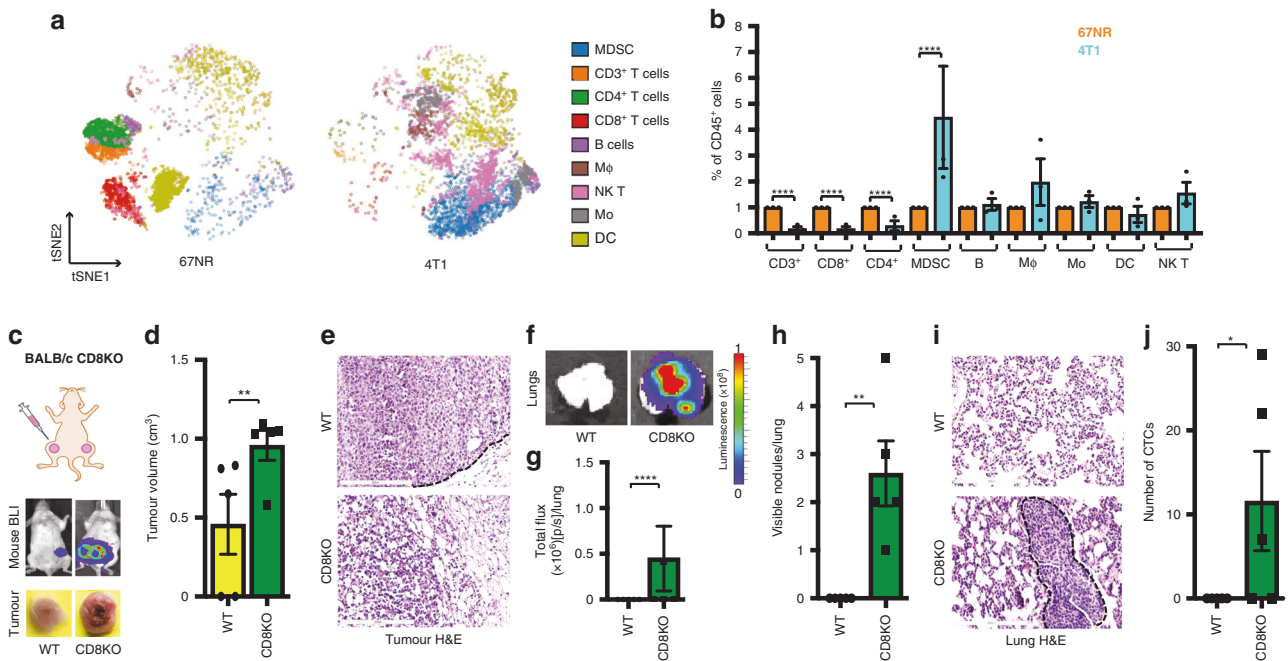 a
MDSC
CD3⁺ T cells
CD4⁺ T cells
CD8⁺ T cells
B cells
Mϕ
NK T
Mo
DC
tSNE2
tSNE1
67NR
4T1
b
67NR
4T1
% of CD45⁺ cells
8
7
6
5
4
3
2
1
0
****
****
****
****
CD3⁺
CD8⁺
CD4⁺
MDSC
B
Mϕ
Mo
DC
NK T
c
BALB/c CD8KO
Mouse BLI
Tumour
WT
CD8KO
d
Tumour volume (cm³)
1.5
1.0
0.5
0
**
WT
CD8KO
e
WT
CD8KO
Tumour H&E
f
Lungs
WT
CD8KO
1
Luminescence (×10⁸)
0
g
Total flux
(×10⁶)[p/s]/lung
1.5
1.0
0.5
0
****
WT
CD8KO
h
Visible nodules/lung
5
4
3
2
1
0
**
WT
CD8KO
i
WT
CD8KO
Lung H&E
j
Number of CTCs
30
20
10
0
*
WT
CD8KO